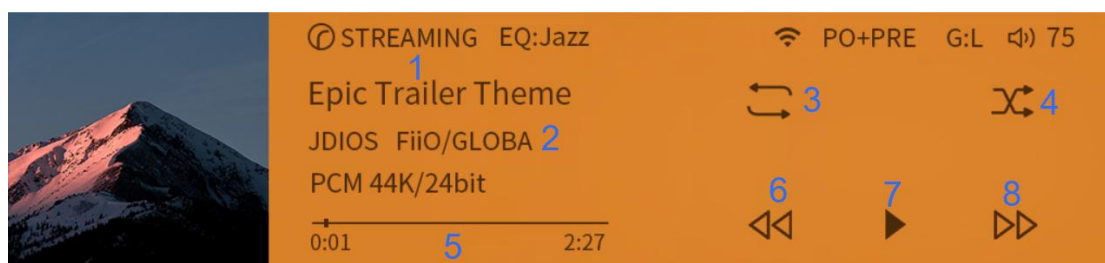 STREAMING EQ:Jazz PO+PRE G:L 75
1
Epic Trailer Theme
3 4
JDIOS FiiO/GLOBA 2
PCM 44K/24bit
6 7 8
0:01 5 2:27